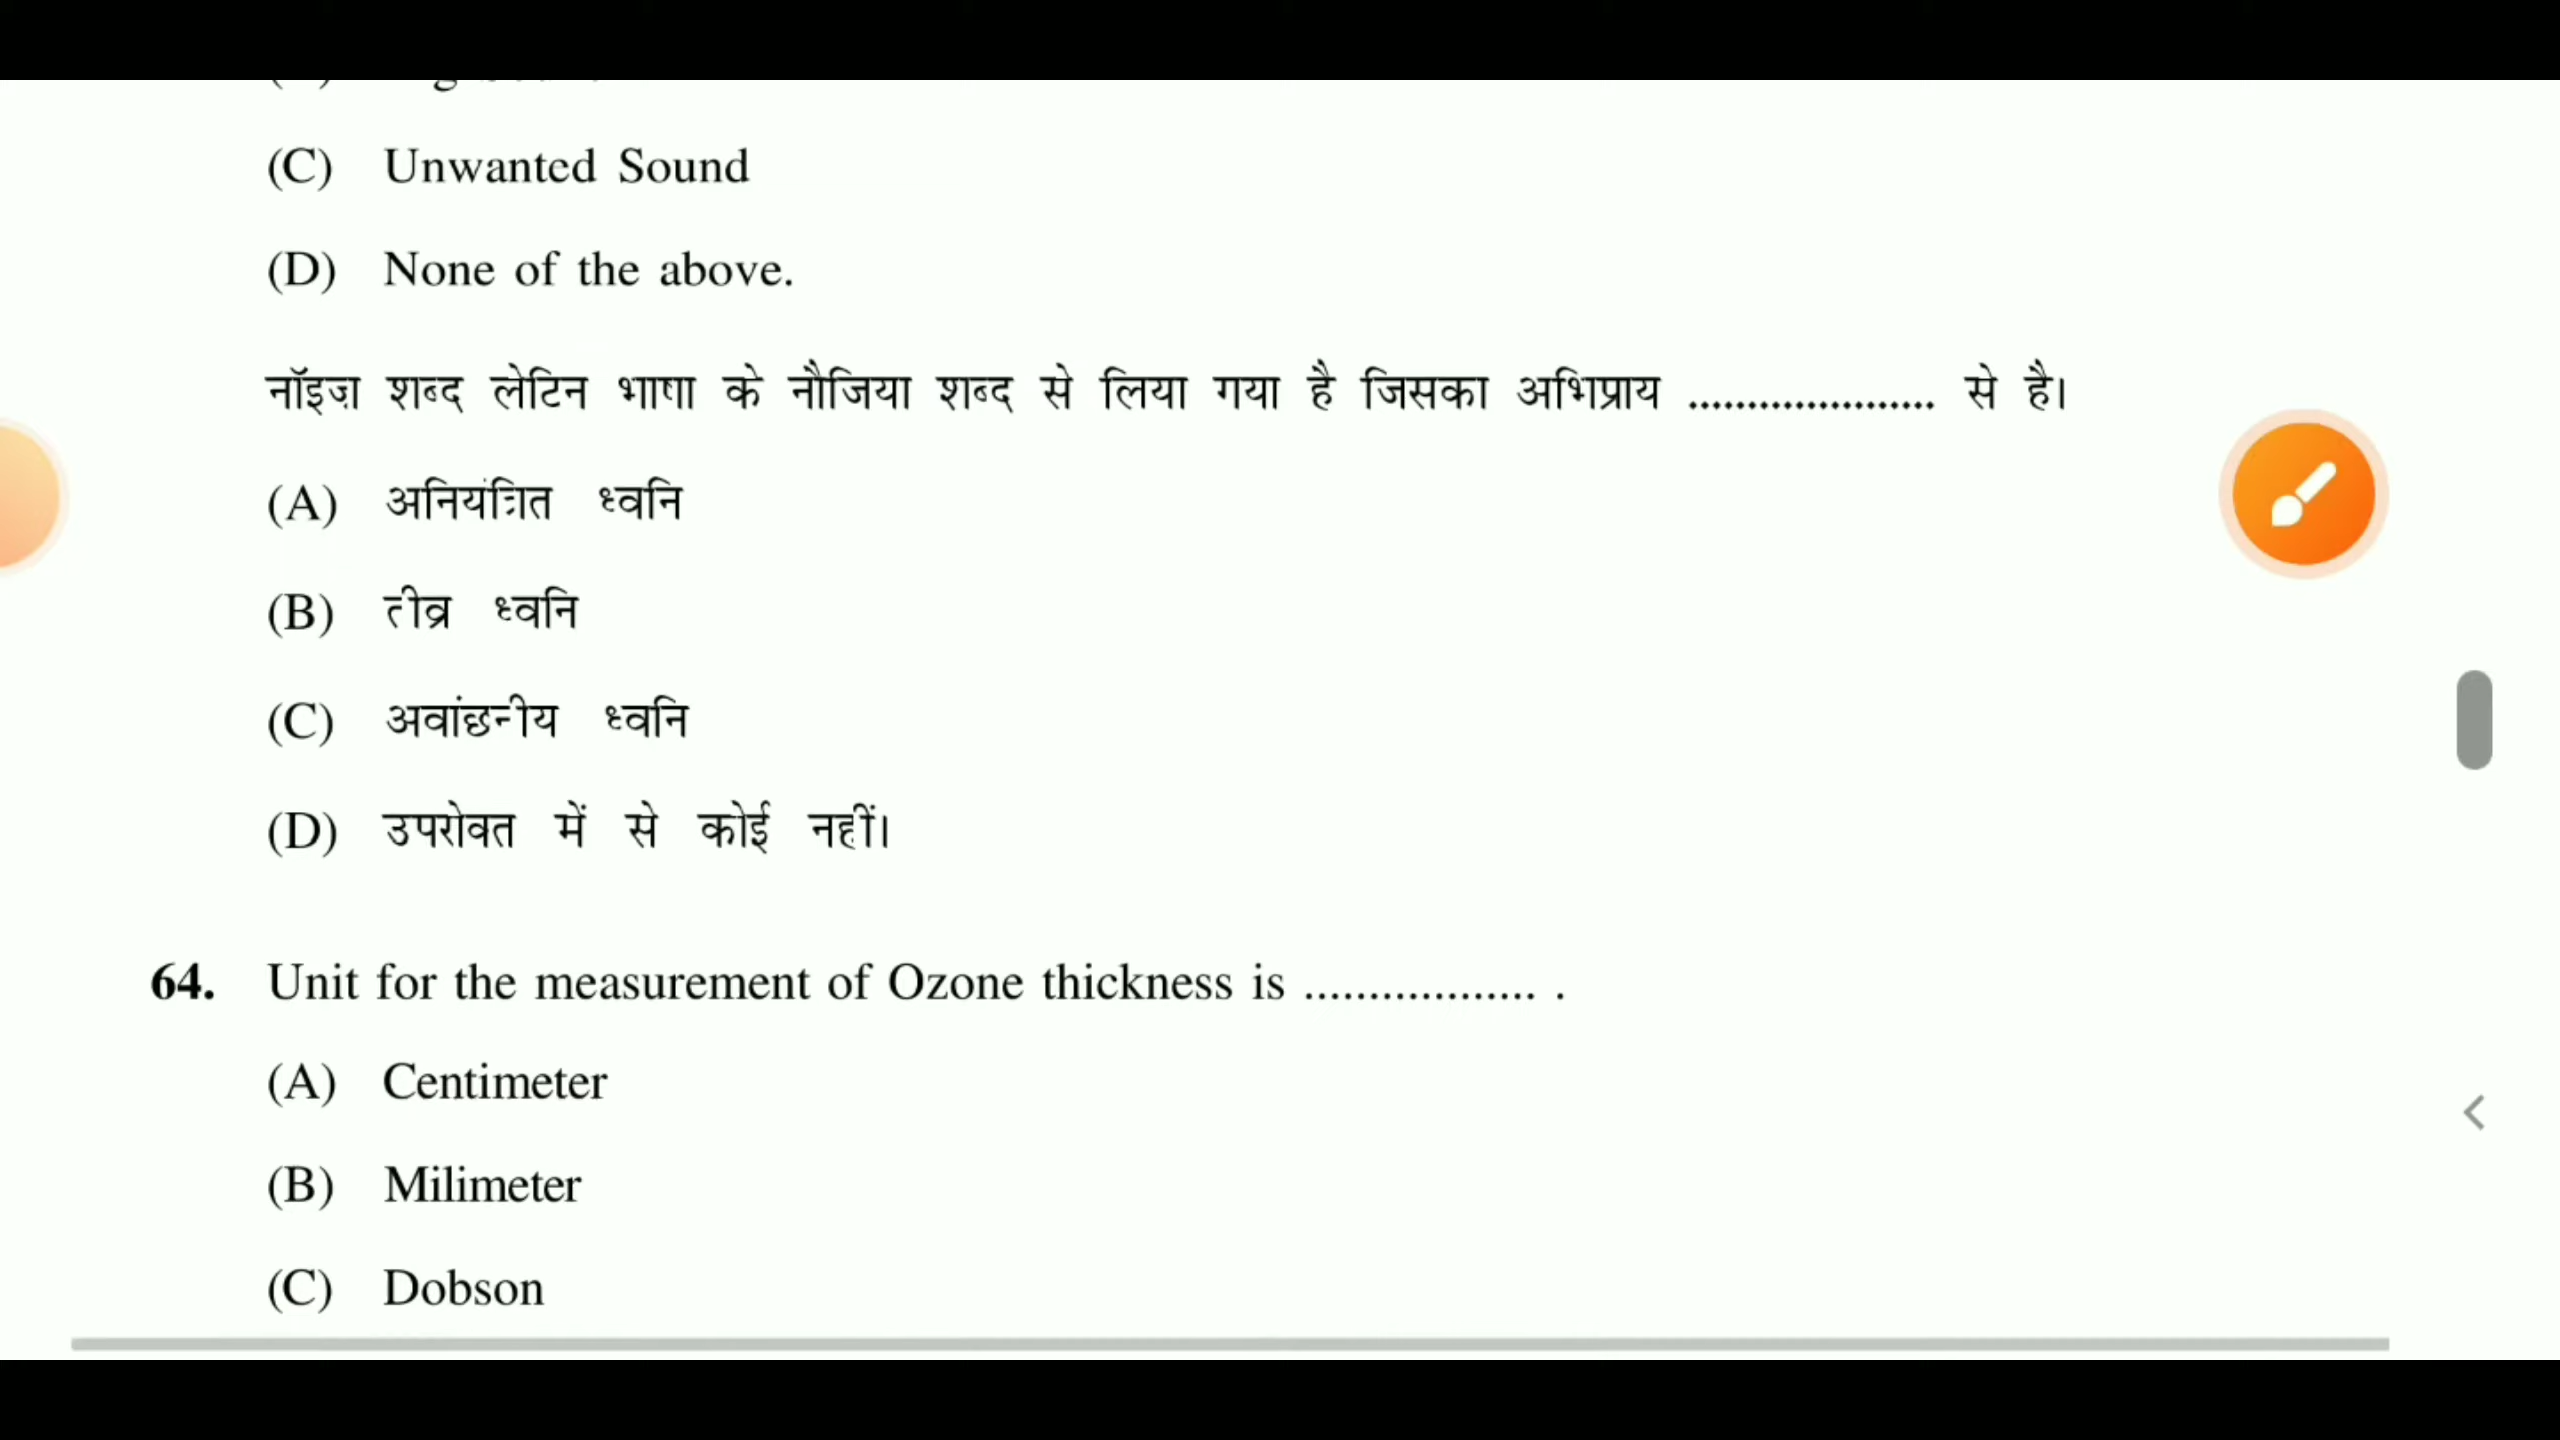 (C) Unwanted Sound
(D) None of the above.
नॉइज़ शब्द लेटिन भाषा के नौजिया शब्द से लिया गया है जिसका अभिप्राय ..................... से है।
(A) अनियंत्रित ध्वनि
(B) तीव्र ध्वनि
(C) अवांछनीय ध्वनि
(D) उपरोक्त में से कोई नहीं।
64. Unit for the measurement of Ozone thickness is .................. .
(A) Centimeter
(B) Milimeter
(C) Dobson